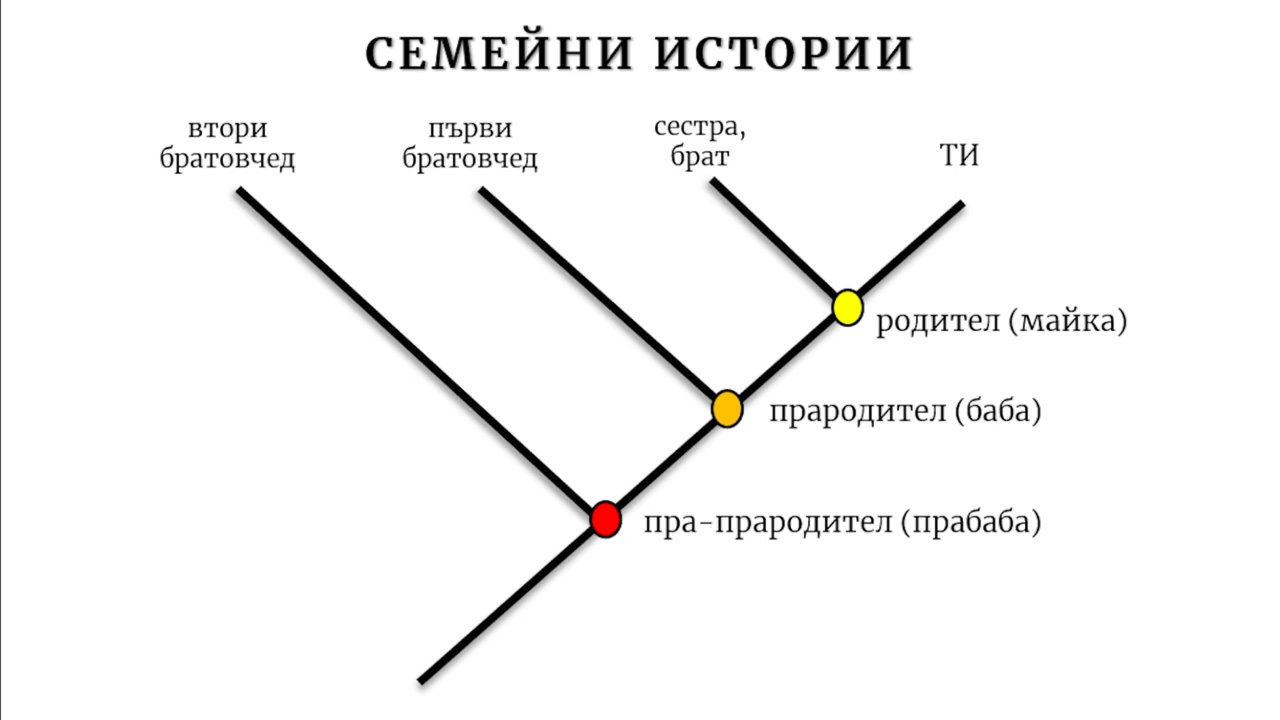 СЕМЕЙНИ ИСТОРИИ
втори
братовчед
първи
братовчед
сестра,
брат
ТИ
родител (майка)
прародител (баба)
пра-прародител (прабаба)